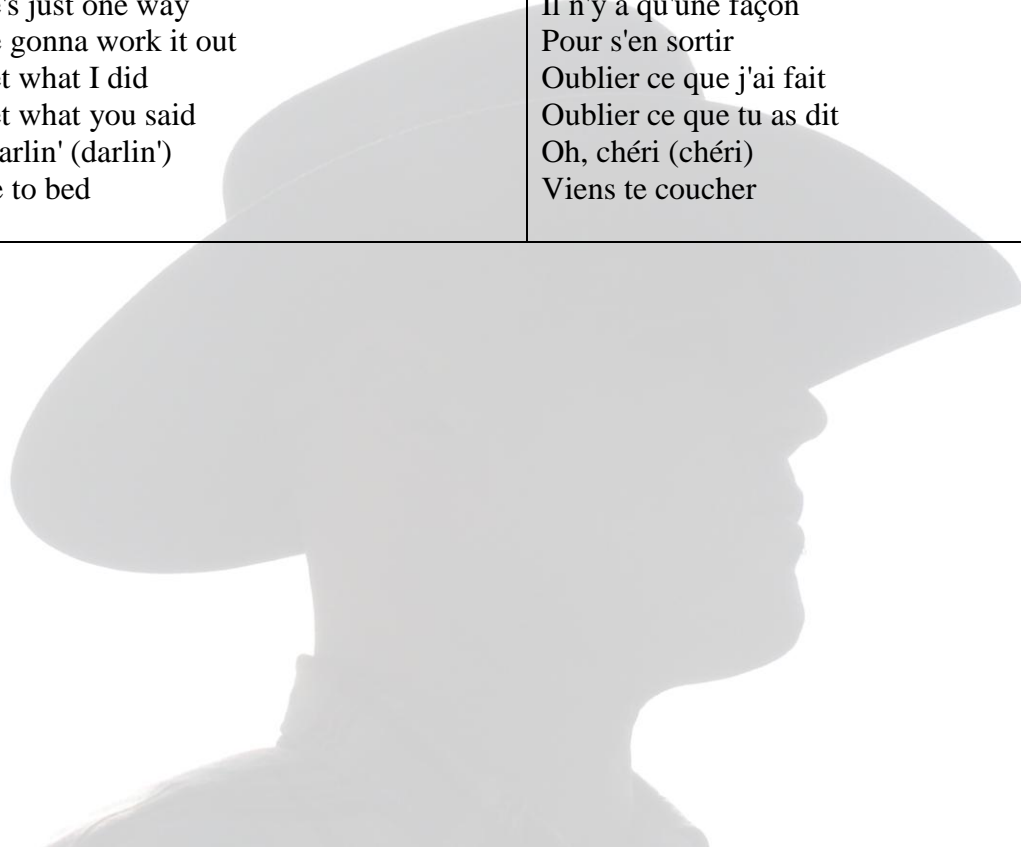 's just one way
gonna work it out
what I did
what you said
(darlin')
to bed
Il n'y a qu'une façon
Pour s'en sortir
Oublier ce que j'ai fait
Oublier ce que tu as dit
Oh, chéri (chéri)
Viens te coucher